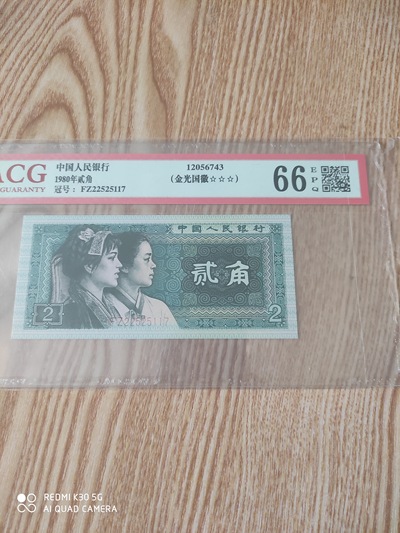 ACG
GUARANTY
中国人民银行
1980年贰角
冠号: FZ22525117
12056743
(金光国徽☆☆☆)
66
E
P
Q
中国人民银行
贰角
2
FZ22525117
2
REDMI K30 5G
AI QUAD CAMERA